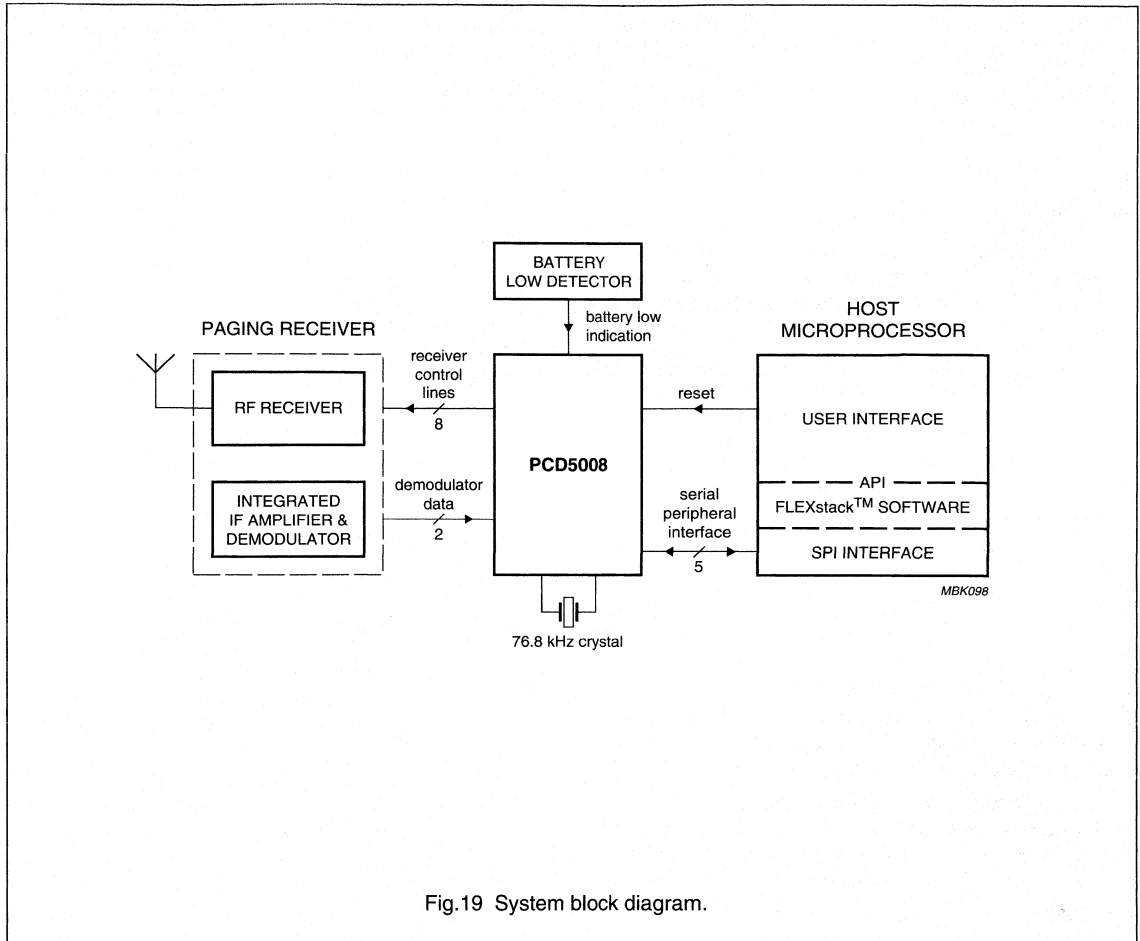 BATTERY
LOW DETECTOR
battery low
indication
PAGING RECEIVER
RF RECEIVER
INTEGRATED
IF AMPLIFIER &
DEMODULATOR
receiver
control
lines
8
demodulator
data
2
PCD5008
76.8 kHz crystal
reset
serial
peripheral
interface
5
HOST
MICROPROCESSOR
USER INTERFACE
API
FLEXstack™ SOFTWARE
SPI INTERFACE
MBK098
Fig.19 System block diagram.